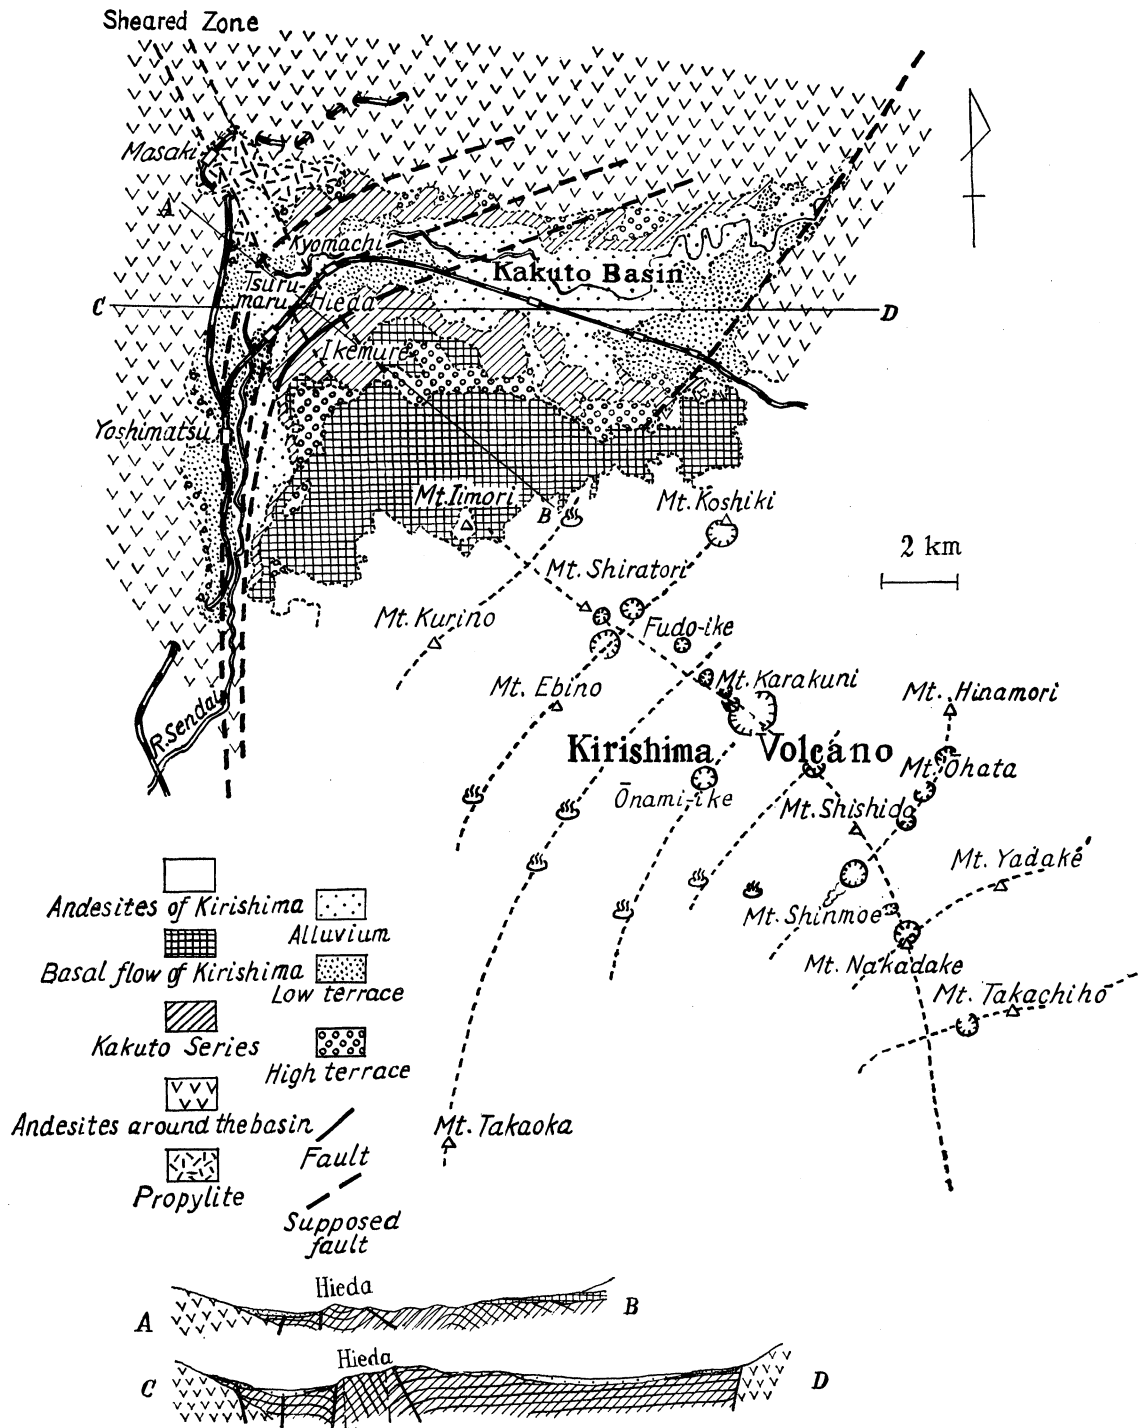 Sheared Zone
Masaki
A
Kyomachi
Kakuto Basin
Tsuru-
maru
Hieda
C
D
Ikemure
Yoshimatsu
Mt. Iimori
B
Mt. Koshiki
2 km
Mt. Shiratori
Mt. Kurino
Fudo-ike
Mt. Ebino
Mt. Karakuni
Mt. Hinamori
R. Sendai
Kirishima Volcano
Mt. Ōhata
Ōnami-ike
Mt. Shishido
Mt. Yadake
Mt. Shinmoe
Mt. Nakadake
Mt. Takachiho
Mt. Takaoka
Andesites of Kirishima
Alluvium
Basal flow of Kirishima
Low terrace
Kakuto Series
High terrace
Andesites around the basin
Fault
Propylite
Supposed
fault
Hieda
A
B
Hieda
C
D